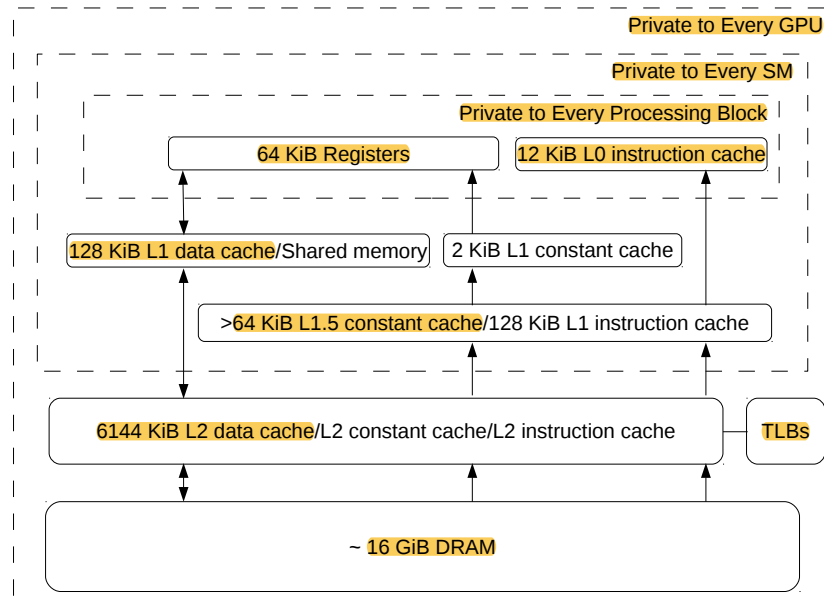 Private to Every GPU
Private to Every SM
Private to Every Processing Block
64 KiB Registers
12 KiB L0 instruction cache
128 KiB L1 data cache/Shared memory
2 KiB L1 constant cache
>64 KiB L1.5 constant cache/128 KiB L1 instruction cache
6144 KiB L2 data cache/L2 constant cache/L2 instruction cache
TLBs
~ 16 GiB DRAM